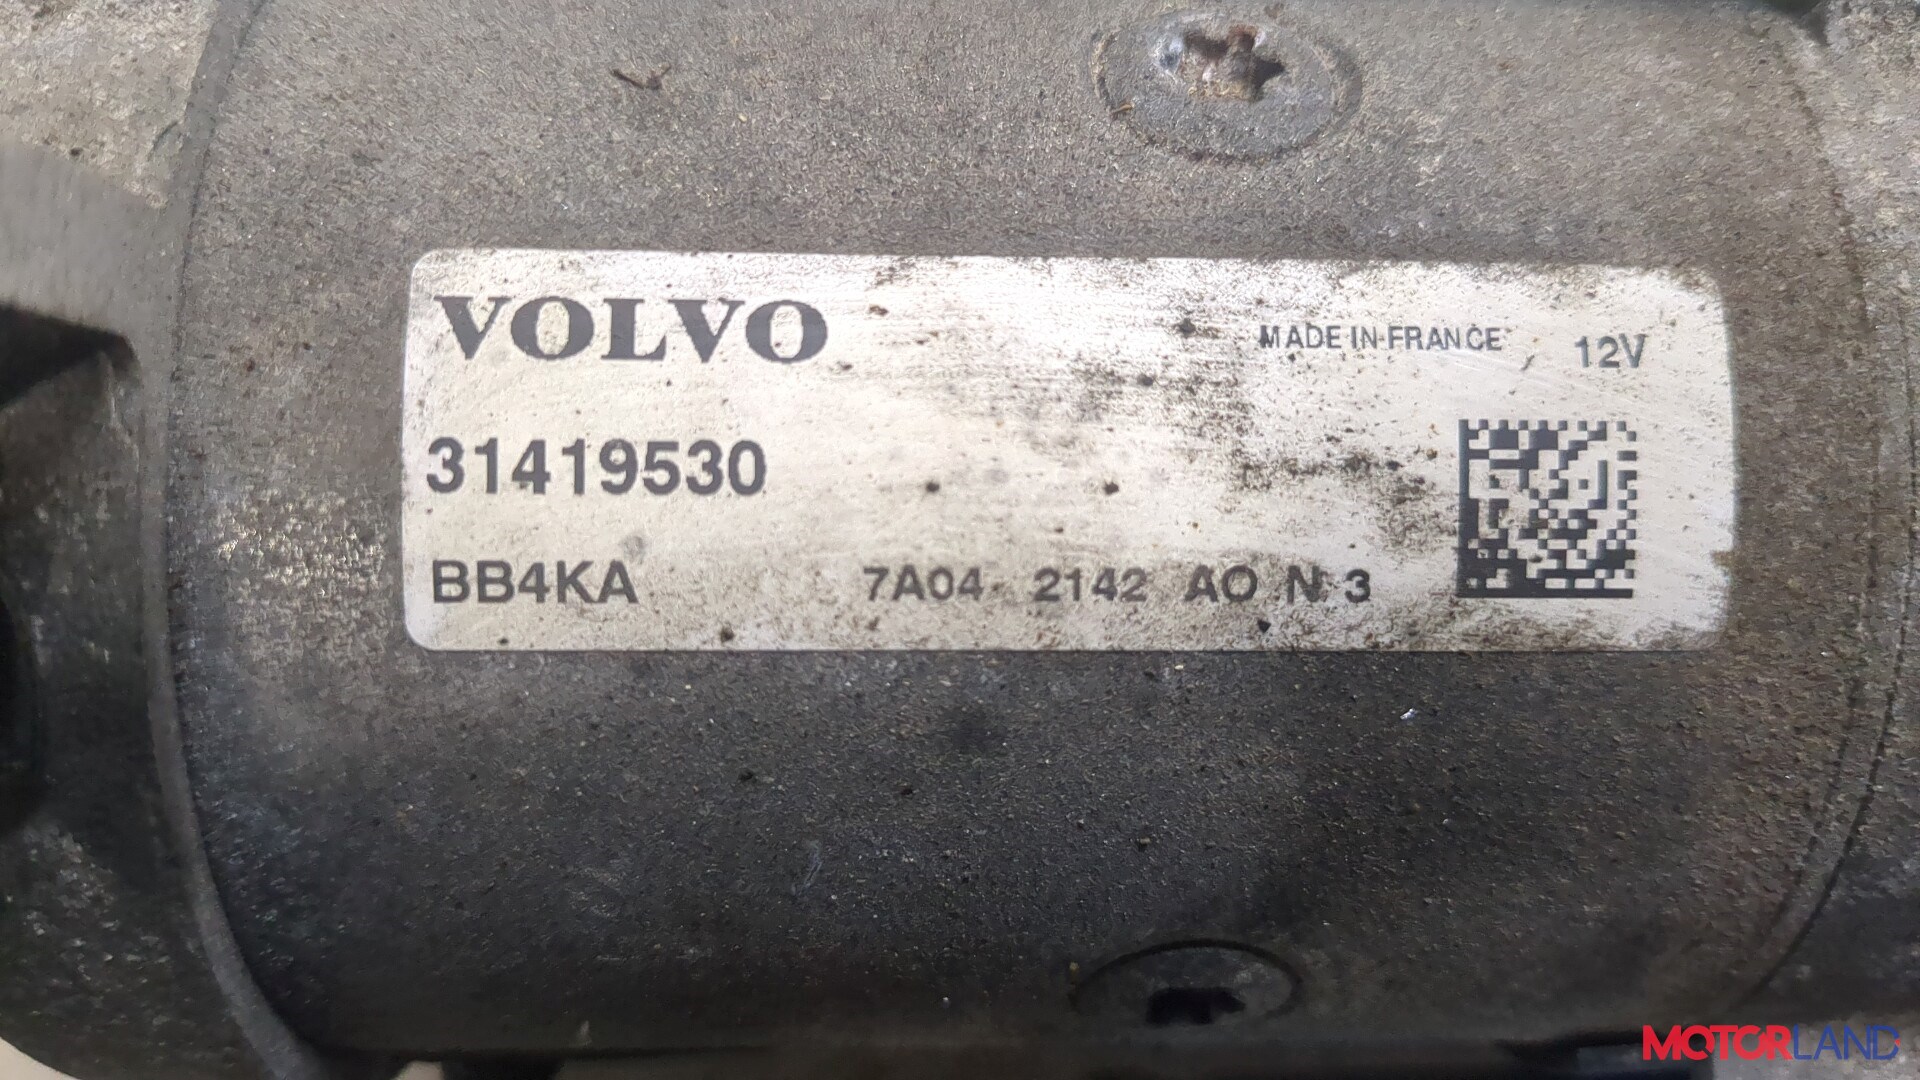 VOLVO
MADE IN FRANCE 12V
31419530
BB4KA 7A04 2142 AO N 3
MOTORLAND